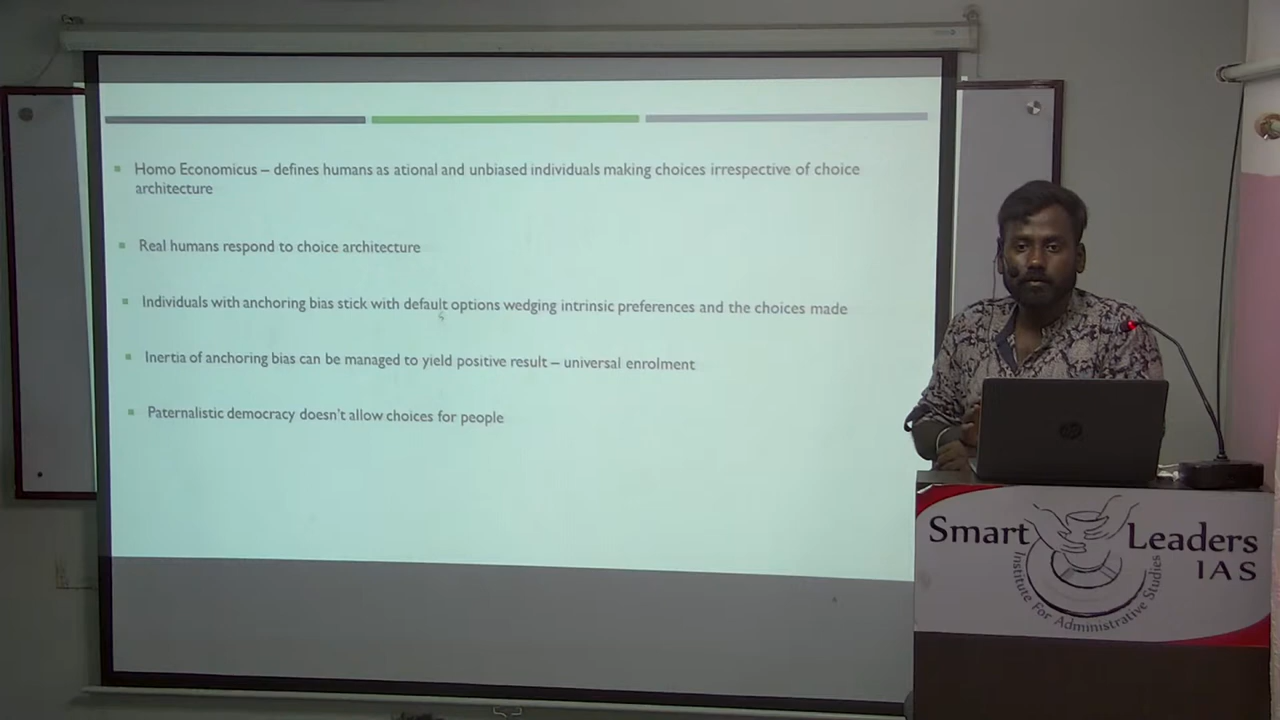 Homo Economicus – defines humans as ational and unbiased individuals making choices irrespective of choice
architecture
Real humans respond to choice architecture
Individuals with anchoring bias stick with default options wedging intrinsic preferences and the choices made
Inertia of anchoring bias can be managed to yield positive result – universal enrolment
Paternalistic democracy doesn't allow choices for people
hp
Smart Leaders
IAS
Institute For Administrative Studies